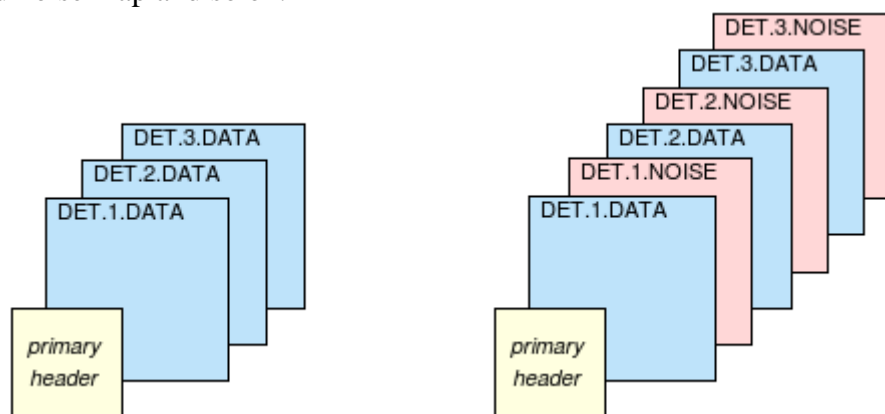 DET.3.DATA
DET.2.DATA
DET.1.DATA
primary
header
DET.3.NOISE
DET.3.DATA
DET.2.NOISE
DET.2.DATA
DET.1.NOISE
DET.1.DATA
primary
header